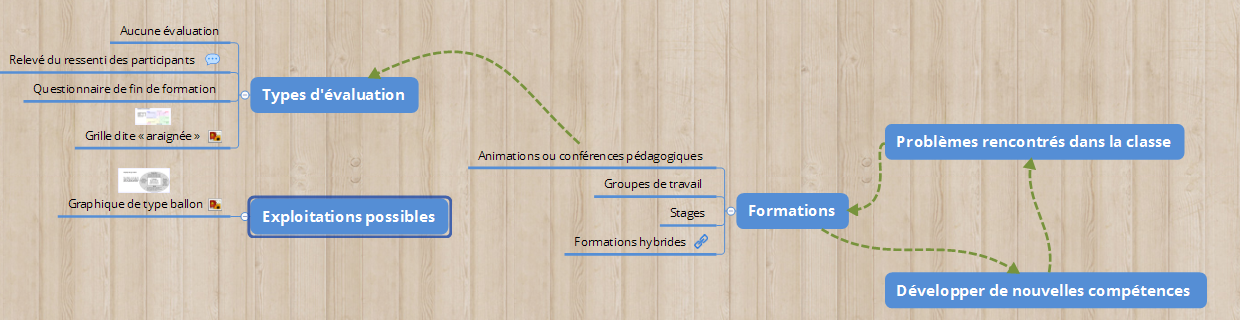 Aucune évaluation
Relevé du ressenti des participants
Questionnaire de fin de formation
Grille dite « araignée »
Types d'évaluation
Graphique de type ballon
Exploitations possibles
Animations ou conférences pédagogiques
Groupes de travail
Stages
Formations hybrides
Formations
Problèmes rencontrés dans la classe
Développer de nouvelles compétences